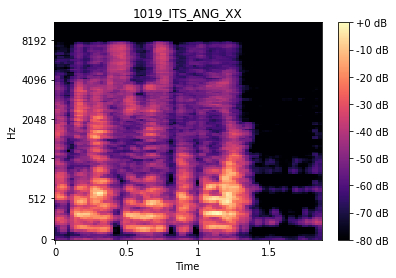 1019_ITS_ANG_XX
8192
4096
2048
1024
512
0
Hz
0
0.5
1
1.5
Time
+0 dB
-10 dB
-20 dB
-30 dB
-40 dB
-50 dB
-60 dB
-70 dB
-80 dB